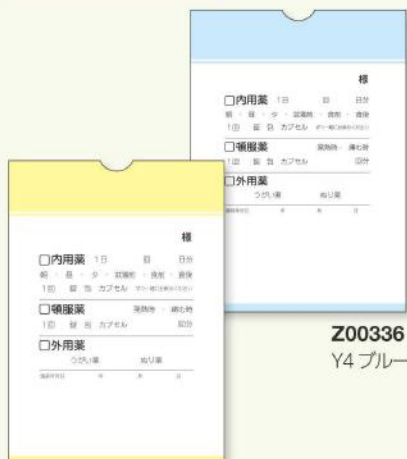 様
□内用薬 1日 回 日分
朝 ・ 昼 ・ 夕 ・ 就寝前 ・ 食前 ・ 食後
1回 錠 包 カプセル
□頓服薬 発熱時 ・ 痛む時
1回 錠 包 カプセル 回分
□外用薬
うがい薬 ぬり薬
年 月 日
Z00336
Y4 ブルー
様
□内用薬 1日 回 日分
朝 ・ 昼 ・ 夕 ・ 就寝前 ・ 食前 ・ 食後
1回 錠 包 カプセル
□頓服薬 発熱時 ・ 痛む時
1回 錠 包 カプセル 回分
□外用薬
うがい薬 ぬり薬
年 月 日